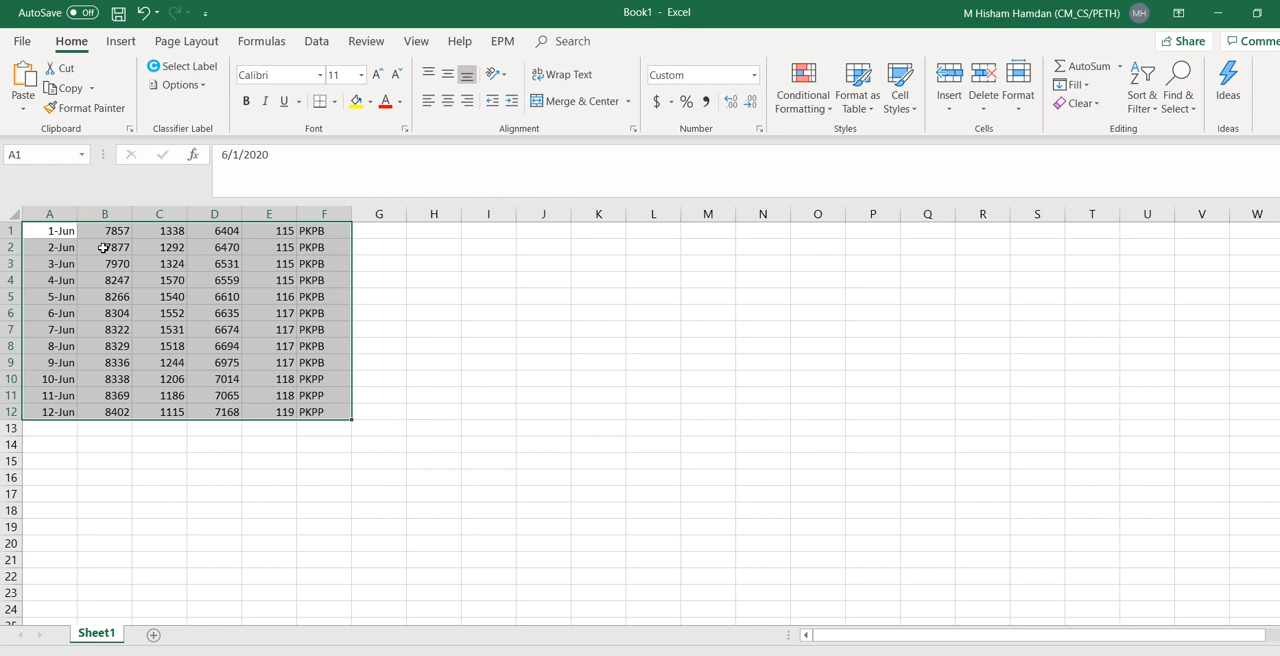 AutoSave Off Book1 - Excel M Hisham Hamdan (CM_CS/PETH) MH
File Home Insert Page Layout Formulas Data Review View Help EPM Search Share Comme
Cut Select Label Calibri 11 A A Wrap Text Custom AutoSum
Copy Options Fill
Paste Format Painter B I U A Merge & Center $ % Conditional Formatting Format as Table Cell Styles Insert Delete Format Clear Sort & Filter Find & Select Ideas
Clipboard Classifier Label Font Alignment Number Styles Cells Editing Ideas
A1 fx 6/1/2020
A B C D E F G H I J K L M N O P Q R S T U V W
1 1-Jun 7857 1338 6404 115 PKPB
2 2-Jun 7877 1292 6470 115 PKPB
3 3-Jun 7970 1324 6531 115 PKPB
4 4-Jun 8247 1570 6559 115 PKPB
5 5-Jun 8266 1540 6610 116 PKPB
6 6-Jun 8304 1552 6635 117 PKPB
7 7-Jun 8322 1531 6674 117 PKPB
8 8-Jun 8329 1518 6694 117 PKPB
9 9-Jun 8336 1244 6975 117 PKPB
10 10-Jun 8338 1206 7014 118 PKPP
11 11-Jun 8369 1186 7065 118 PKPP
12 12-Jun 8402 1115 7168 119 PKPP
13
14
15
16
17
18
19
20
21
22
23
24
25
Sheet1